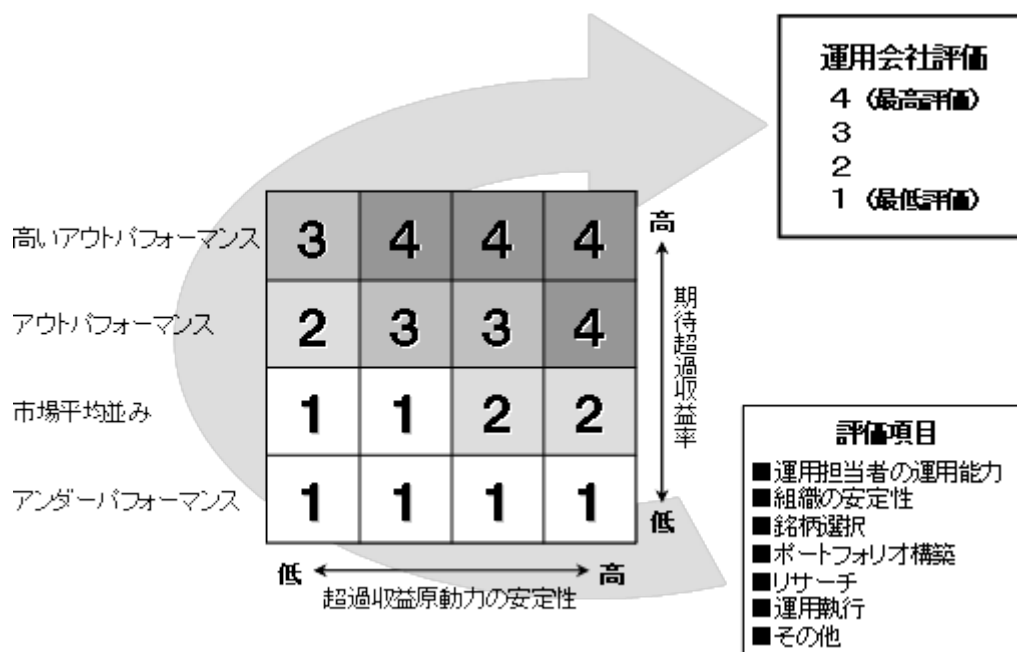 運用会社評価
4 (最高評価)
3
2
1 (最低評価)
高いアウトパフォーマンス 3 4 4 4
アウトパフォーマンス 2 3 3 4
市場平均並み 1 1 2 2
アンダーパフォーマンス 1 1 1 1
高
期待超過収益率
低
低 高
超過収益原動力の安定性
評価項目
■運用担当者の運用能力
■組織の安定性
■銘柄選択
■ポートフォリオ構築
■リサーチ
■運用執行
■その他